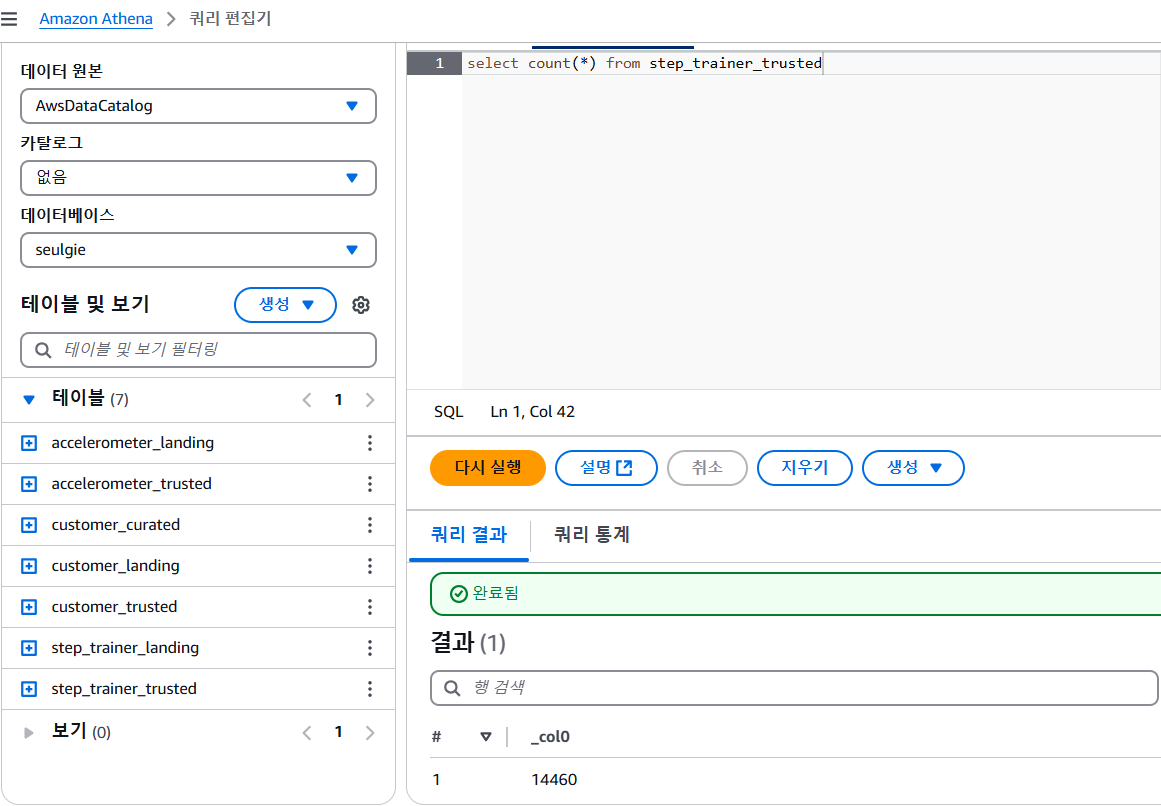 Amazon Athena > 쿼리 편집기
데이터 원본
AwsDataCatalog
카탈로그
없음
데이터베이스
seulgie
테이블 및 보기
생성
테이블 및 보기 필터링
테이블 (7)
< 1 >
accelerometer_landing
accelerometer_trusted
customer_curated
customer_landing
customer_trusted
step_trainer_landing
step_trainer_trusted
보기 (0)
< 1 >
1 select count(*) from step_trainer_trusted
SQL Ln 1, Col 42
다시 실행 설명 취소 지우기 생성
쿼리 결과 쿼리 통계
완료됨
결과 (1)
행 검색
# _col0
1 14460